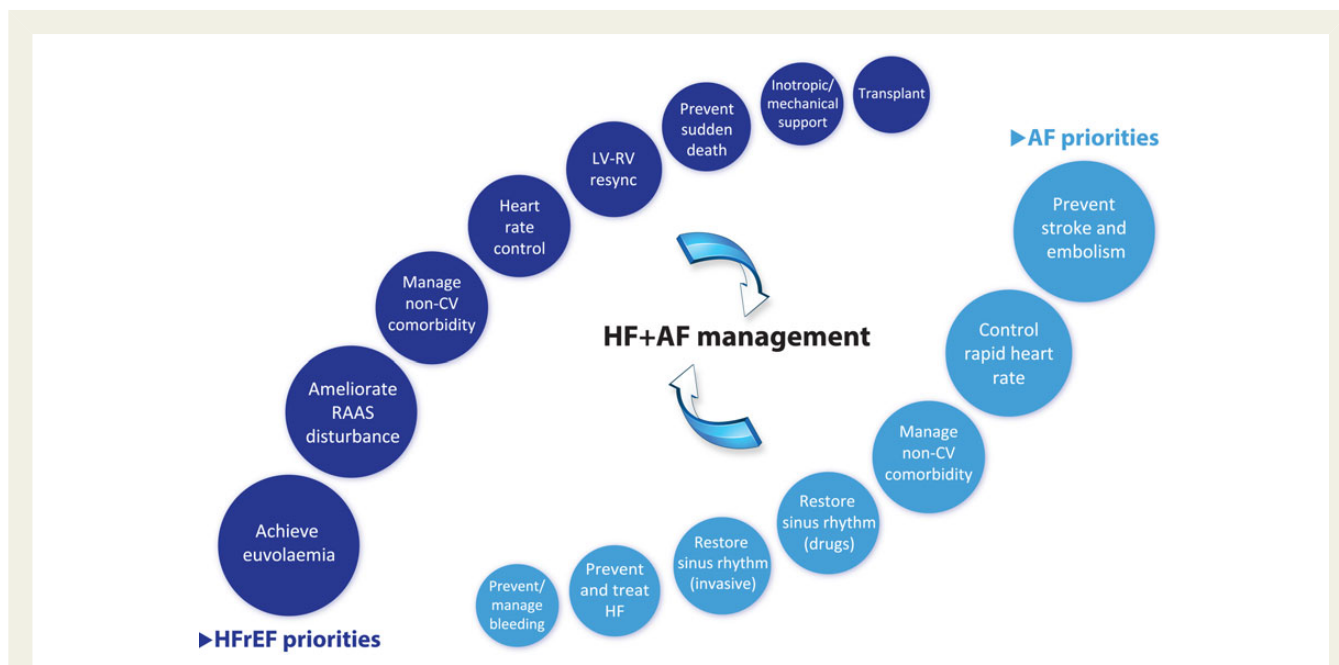 Transplant
Inotropic/
mechanical
support
Prevent
sudden
death
LV-RV
resync
Heart
rate
control
Manage
non-CV
comorbidity
Ameliorate
RAAS
disturbance
Achieve
euvolaemia
▶HFrEF priorities
HF+AF management
▶AF priorities
Prevent
stroke and
embolism
Control
rapid heart
rate
Manage
non-CV
comorbidity
Restore
sinus rhythm
(drugs)
Restore
sinus rhythm
(invasive)
Prevent
and treat
HF
Prevent/
manage
bleeding